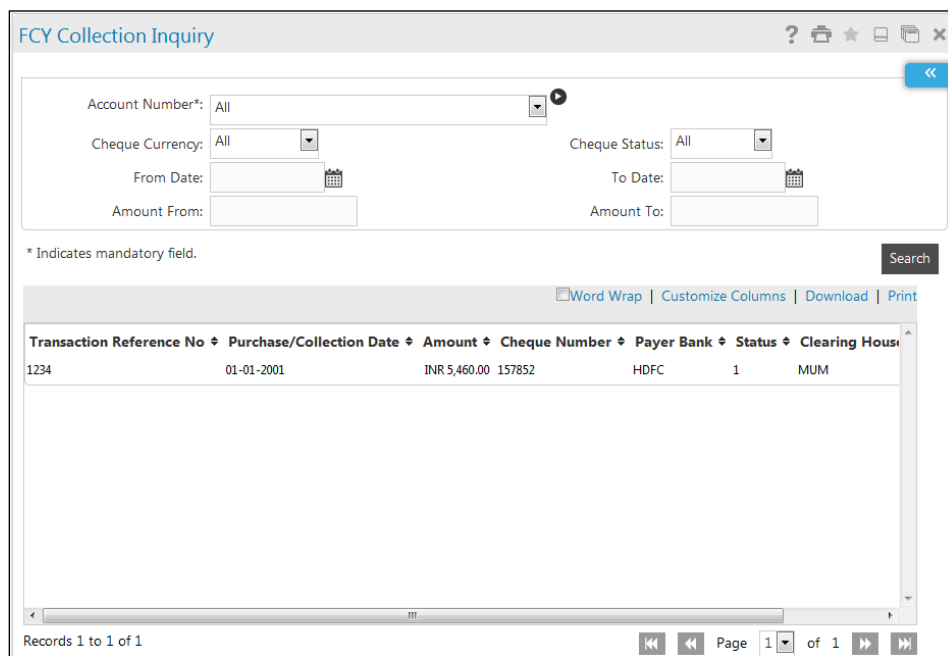 FCY Collection Inquiry
Account Number*: All
Cheque Currency: All Cheque Status: All
From Date: To Date:
Amount From: Amount To:
* Indicates mandatory field.
Search
Word Wrap | Customize Columns | Download | Print
Transaction Reference No Purchase/Collection Date Amount Cheque Number Payer Bank Status Clearing House
1234 01-01-2001 INR 5,460.00 157852 HDFC 1 MUM
Records 1 to 1 of 1 Page 1 of 1